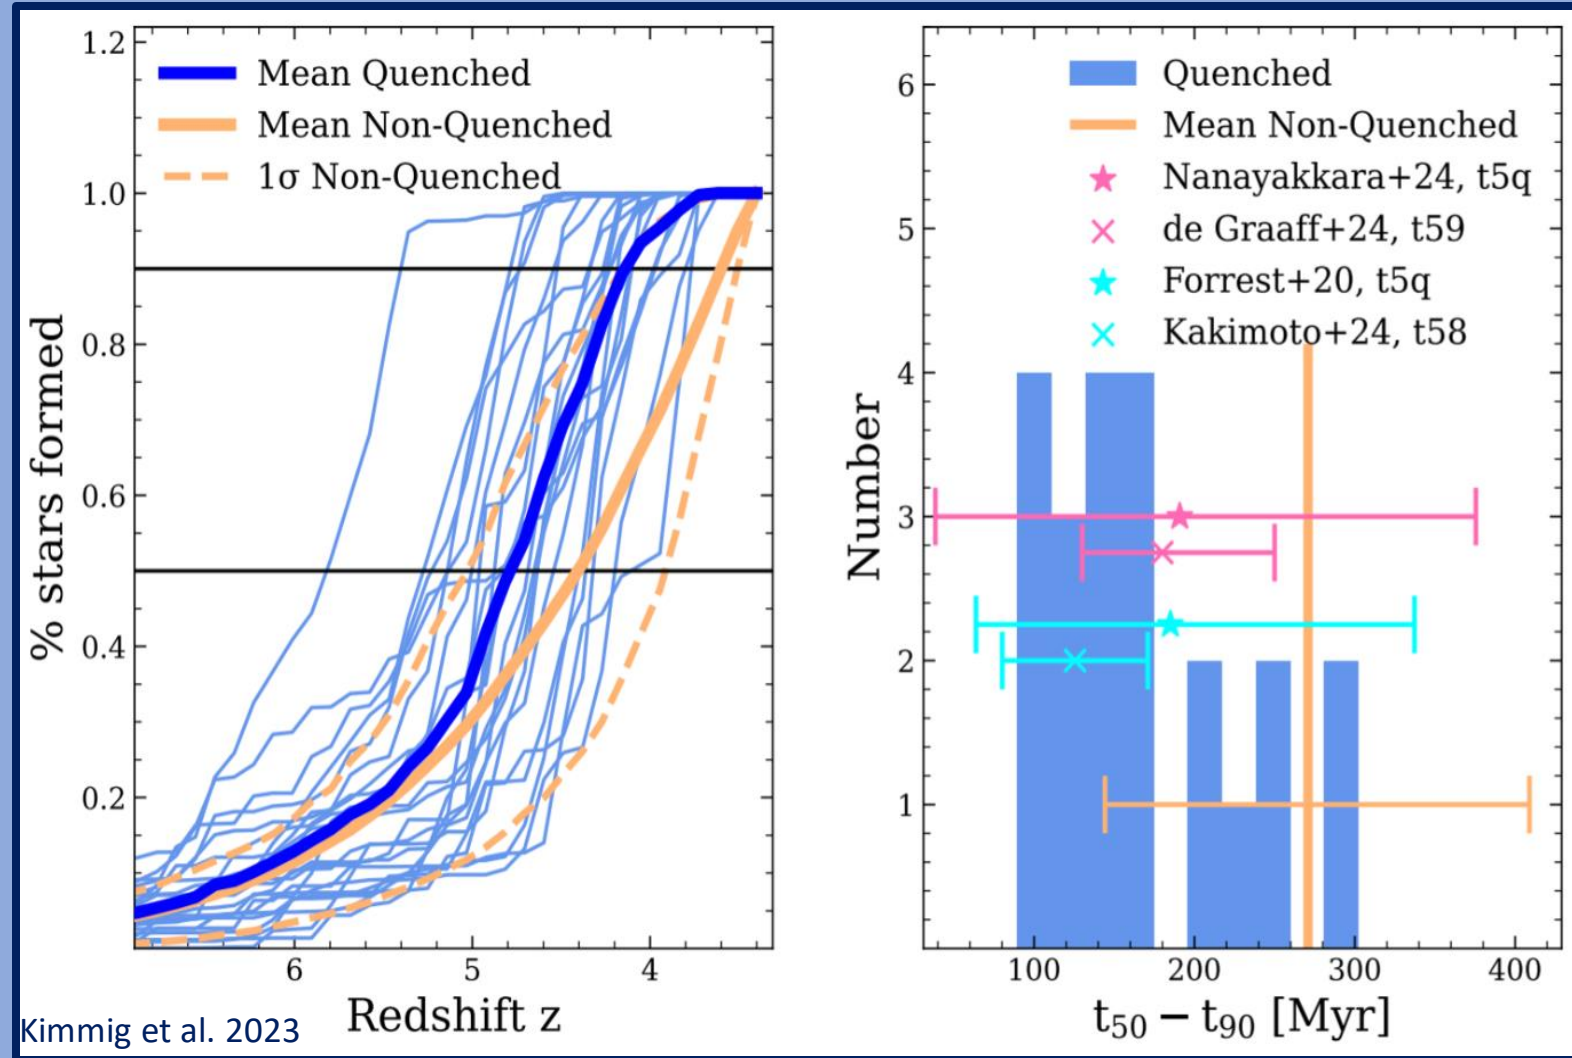 Mean Quenched
Mean Non-Quenched
1σ Non-Quenched
1.2
1.0
0.8
0.6
0.4
0.2
% stars formed
6 5 4
Redshift z
Kimmig et al. 2023
Quenched
Mean Non-Quenched
Nanayakkara+24, t5q
de Graaff+24, t59
Forrest+20, t5q
Kakimoto+24, t58
6
5
4
3
2
1
Number
100 200 300 400
t₅₀ − t₉₀ [Myr]